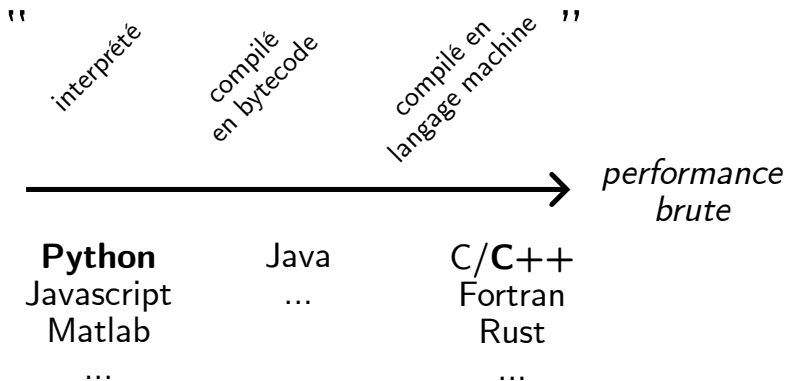 “
interprété
compilé
en bytecode
compilé en
langage machine
”
performance
brute
Python
Javascript
Matlab
...
Java
...
C/C++
Fortran
Rust
...